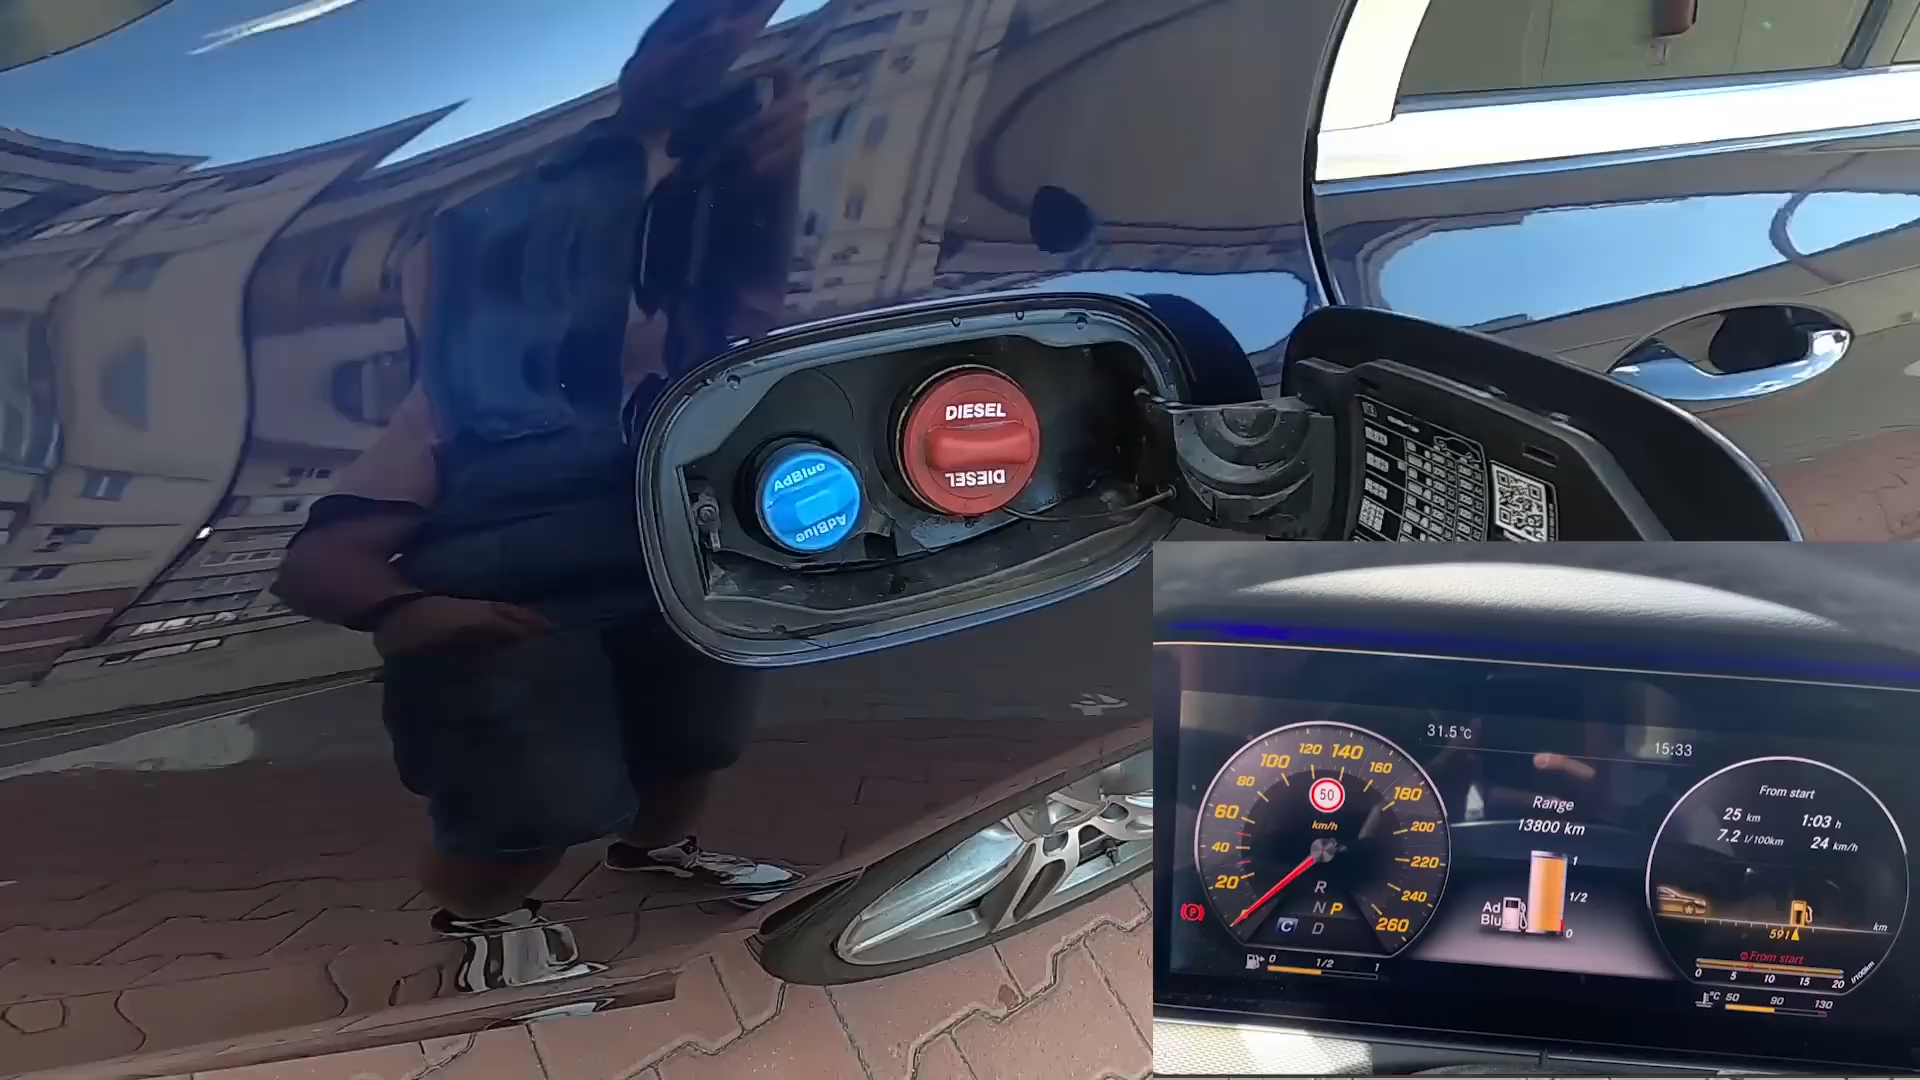 DIESEL
DIESEL
AdBlue
AdBlue
31.5°C
15:33
20
40
60
80
100
120
140
160
180
200
220
240
260
50
km/h
R
N P
D
C
0 1/2 1
Range
13800 km
1
1/2
0
Ad
Blue
From start
25 km 1:03 h
7.2 l/100km 24 km/h
591
km
From start
0 5 10 15 20
l/100km
°C 50 90 130